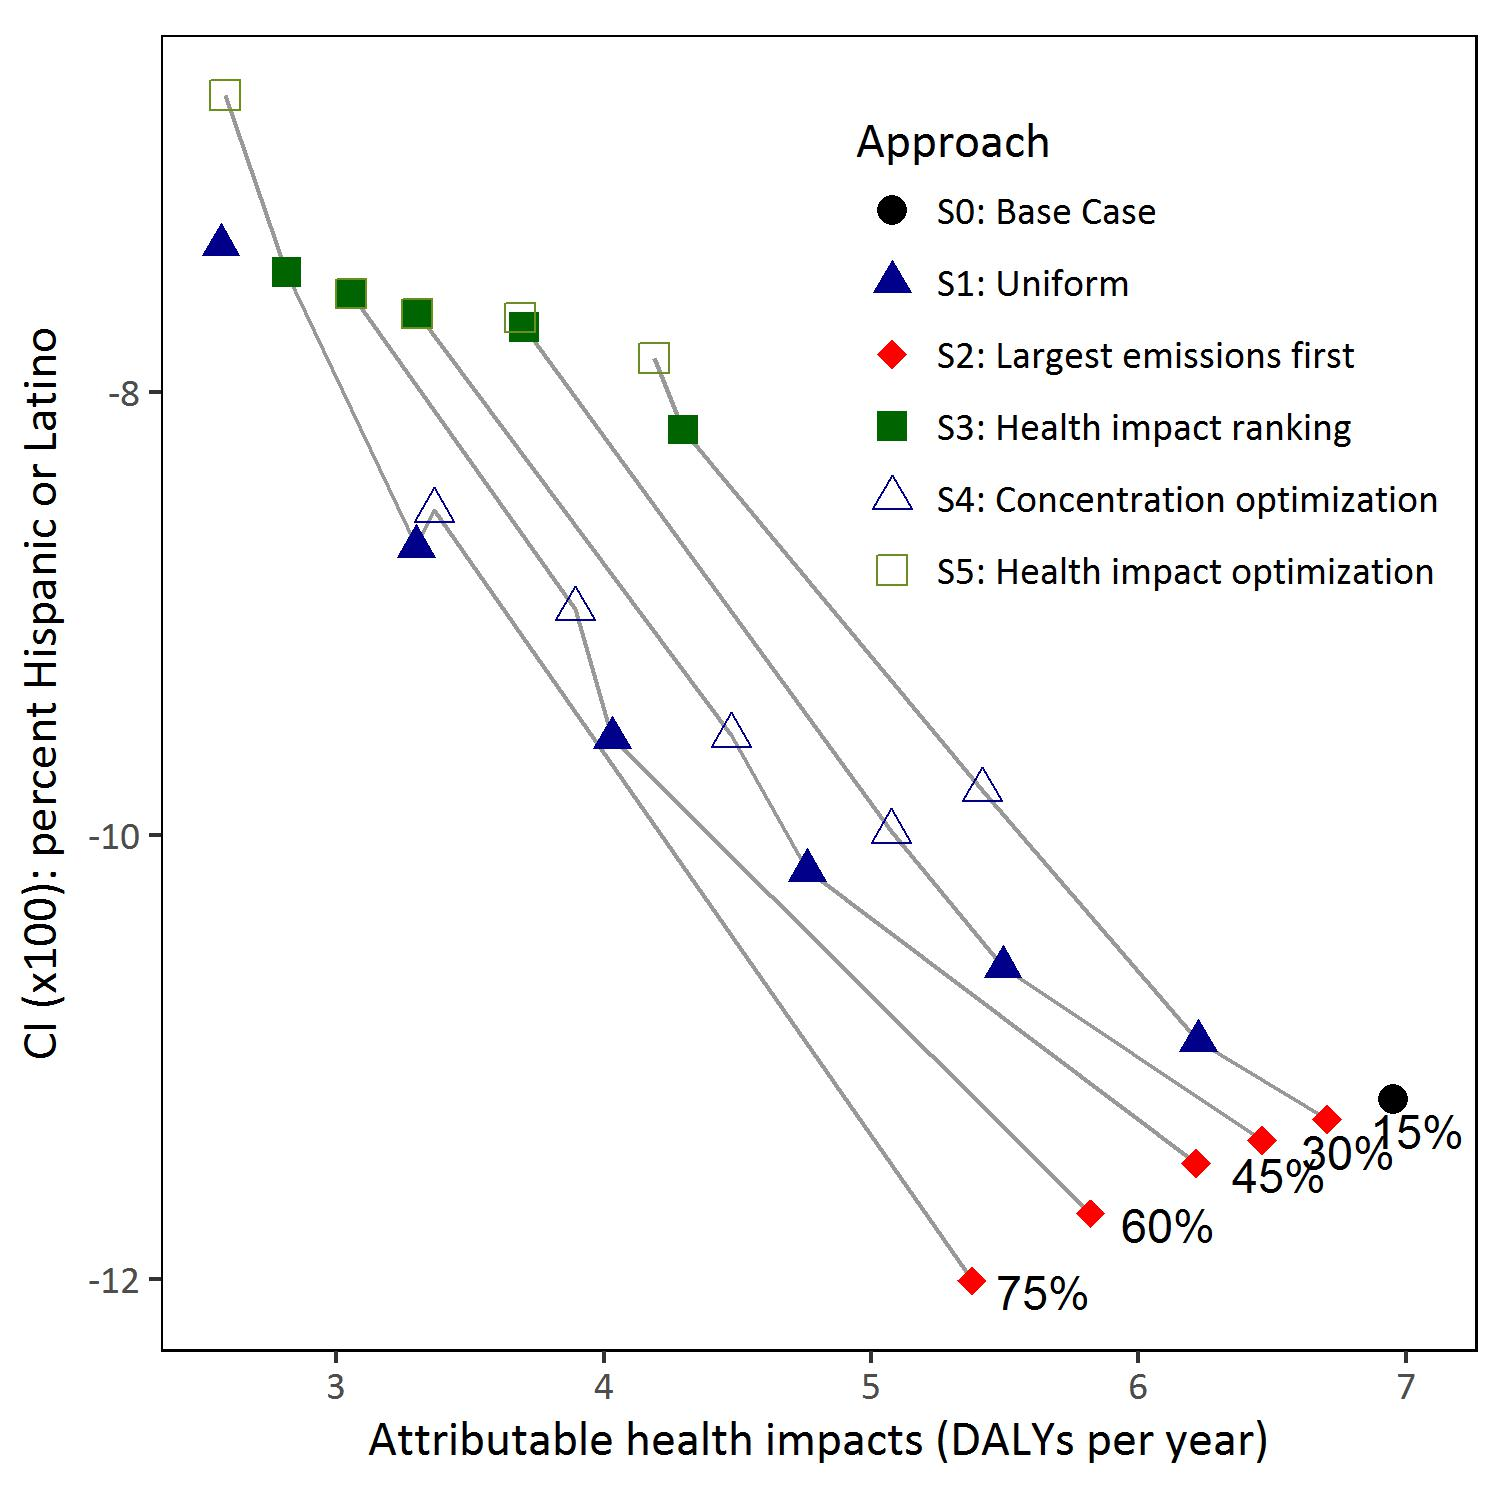 Approach
S0: Base Case
S1: Uniform
S2: Largest emissions first
S3: Health impact ranking
S4: Concentration optimization
S5: Health impact optimization
CI (x100): percent Hispanic or Latino
-8
-10
-12
15%
30%
45%
60%
75%
3 4 5 6 7
Attributable health impacts (DALYs per year)